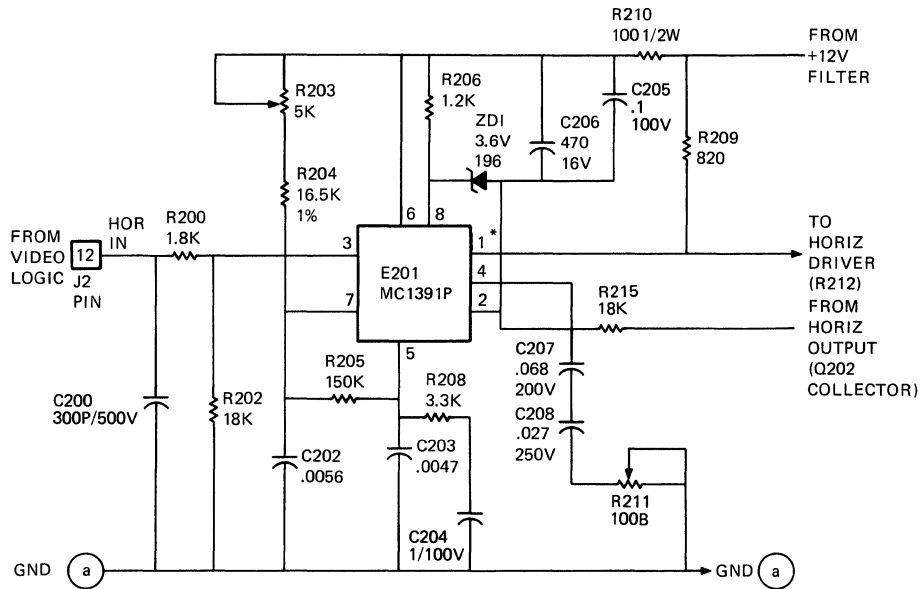 R210
100 1/2W
FROM
+12V
FILTER
R203
5K
R206
1.2K
C205
.1
100V
ZDI
3.6V
196
C206
470
16V
R209
820
R204
16.5K
1%
FROM
VIDEO
LOGIC
12
J2
PIN
HOR
IN
R200
1.8K
6
8
3
1 *
E201
MC1391P
4
7
2
5
TO
HORIZ
DRIVER
(R212)
FROM
HORIZ
OUTPUT
(Q202
COLLECTOR)
R215
18K
R205
150K
R208
3.3K
C207
.068
200V
C200
300P/500V
R202
18K
C208
.027
250V
C202
.0056
C203
.0047
R211
100B
C204
1/100V
GND
a
GND
a